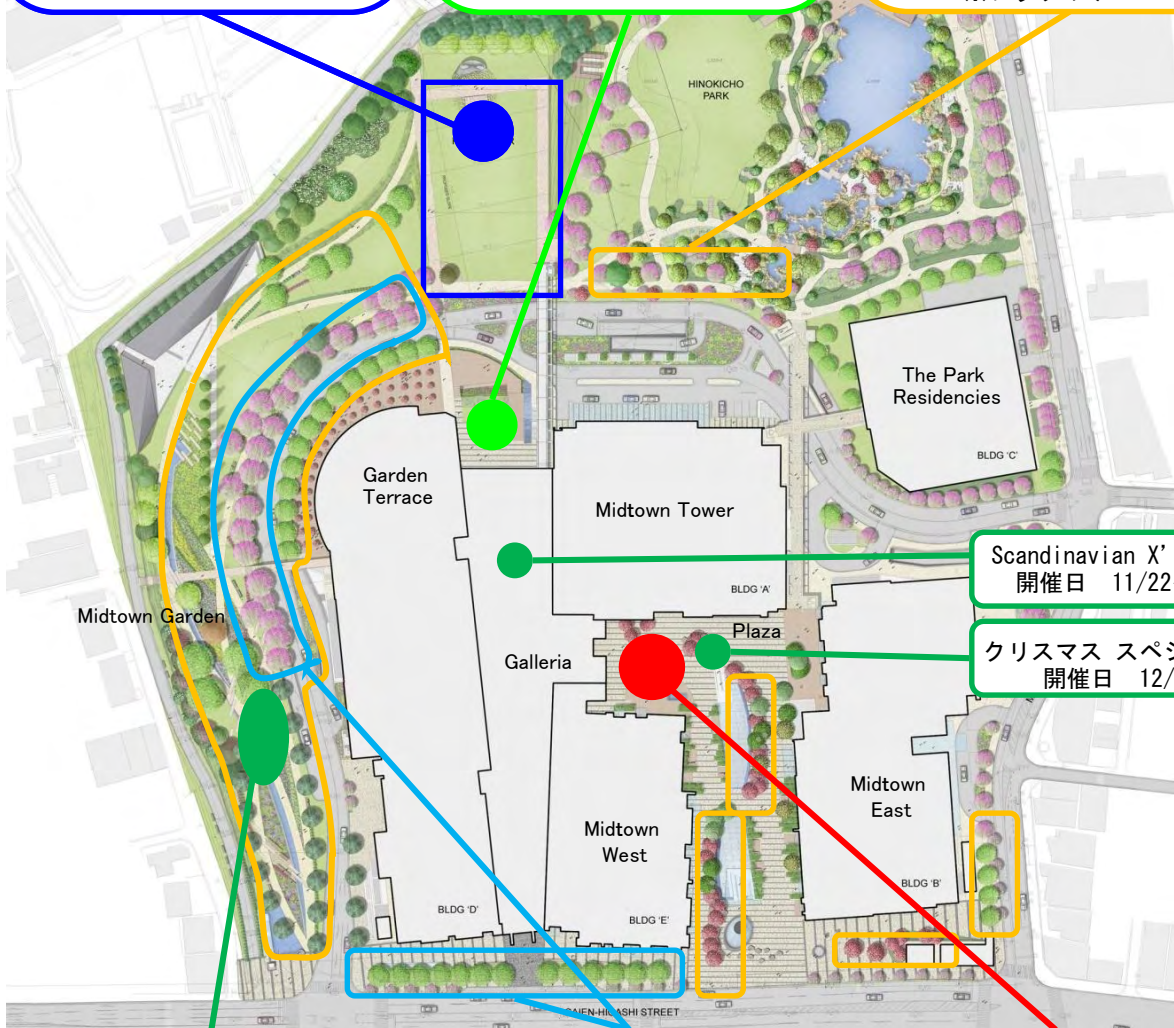 HINOKICHO
PARK
The Park
Residencies
BLDG 'C'
Garden
Terrace
Midtown Tower
BLDG 'A'
Scandinavian X'
開催日 11/22
Midtown Garden
Plaza
Galleria
クリスマス スペシ
開催日 12/
Midtown
East
Midtown
West
BLDG 'B'
BLDG 'D'
BLDG 'E'
HIGASHI STREET